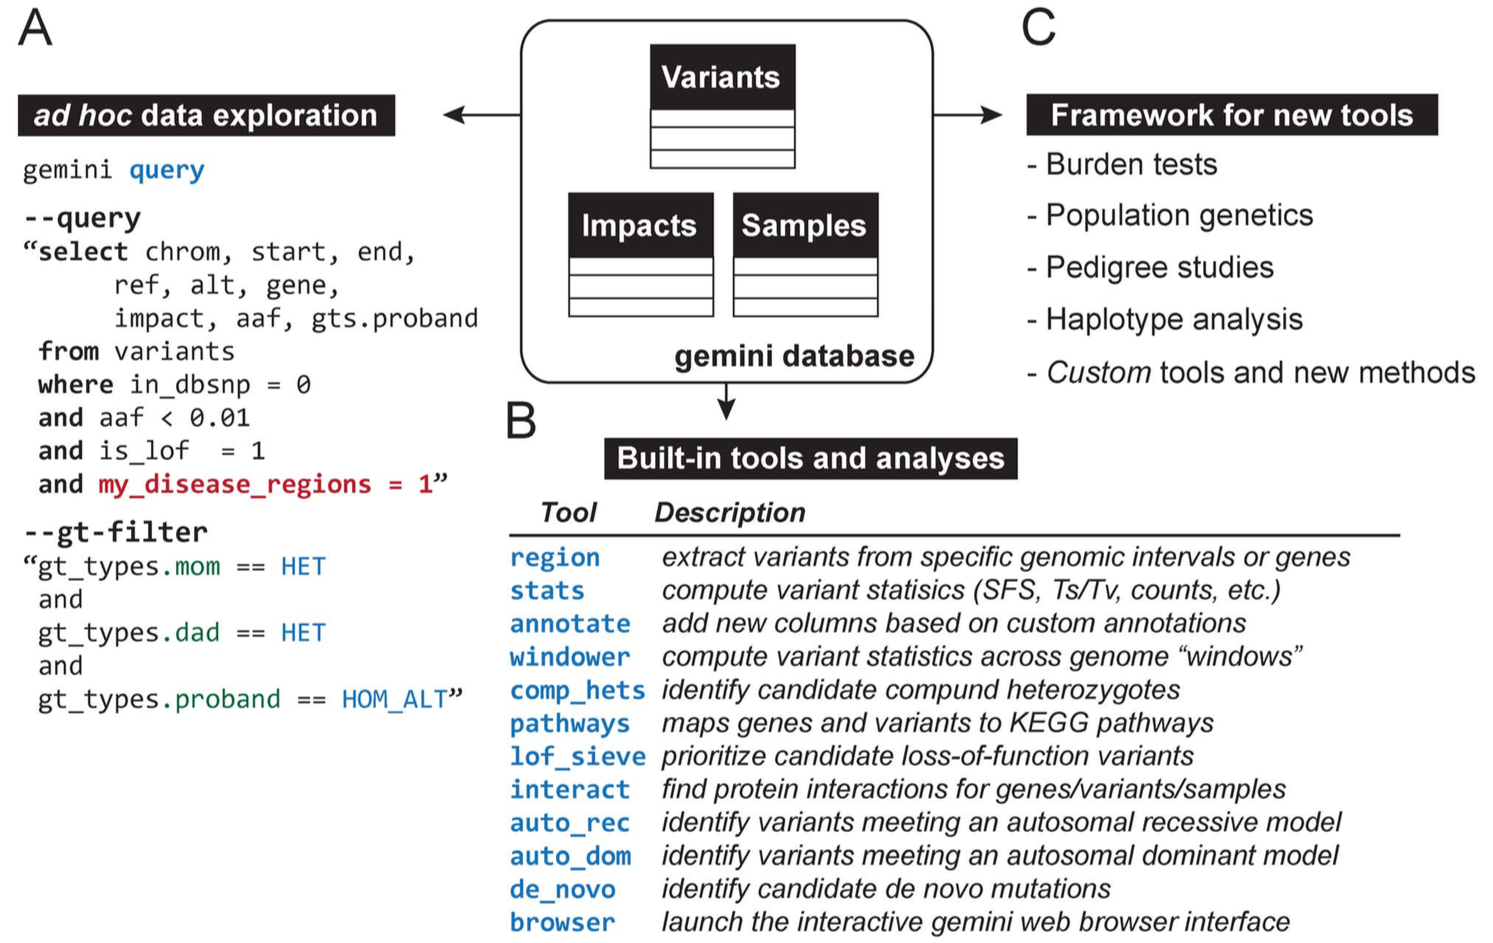 A
ad hoc data exploration
gemini query
--query
“select chrom, start, end,
ref, alt, gene,
impact, aaf, gts.proband
from variants
where in_dbsnp = 0
and aaf < 0.01
and is_lof = 1
and my_disease_regions = 1”
--gt-filter
“gt_types.mom == HET
and
gt_types.dad == HET
and
gt_types.proband == HOM_ALT”
Variants
Impacts
Samples
gemini database
B
Built-in tools and analyses
Tool Description
region extract variants from specific genomic intervals or genes
stats compute variant statisics (SFS, Ts/Tv, counts, etc.)
annotate add new columns based on custom annotations
windower compute variant statistics across genome “windows”
comp_hets identify candidate compund heterozygotes
pathways maps genes and variants to KEGG pathways
lof_sieve prioritize candidate loss-of-function variants
interact find protein interactions for genes/variants/samples
auto_rec identify variants meeting an autosomal recessive model
auto_dom identify variants meeting an autosomal dominant model
de_novo identify candidate de novo mutations
browser launch the interactive gemini web browser interface
C
Framework for new tools
- Burden tests
- Population genetics
- Pedigree studies
- Haplotype analysis
- Custom tools and new methods